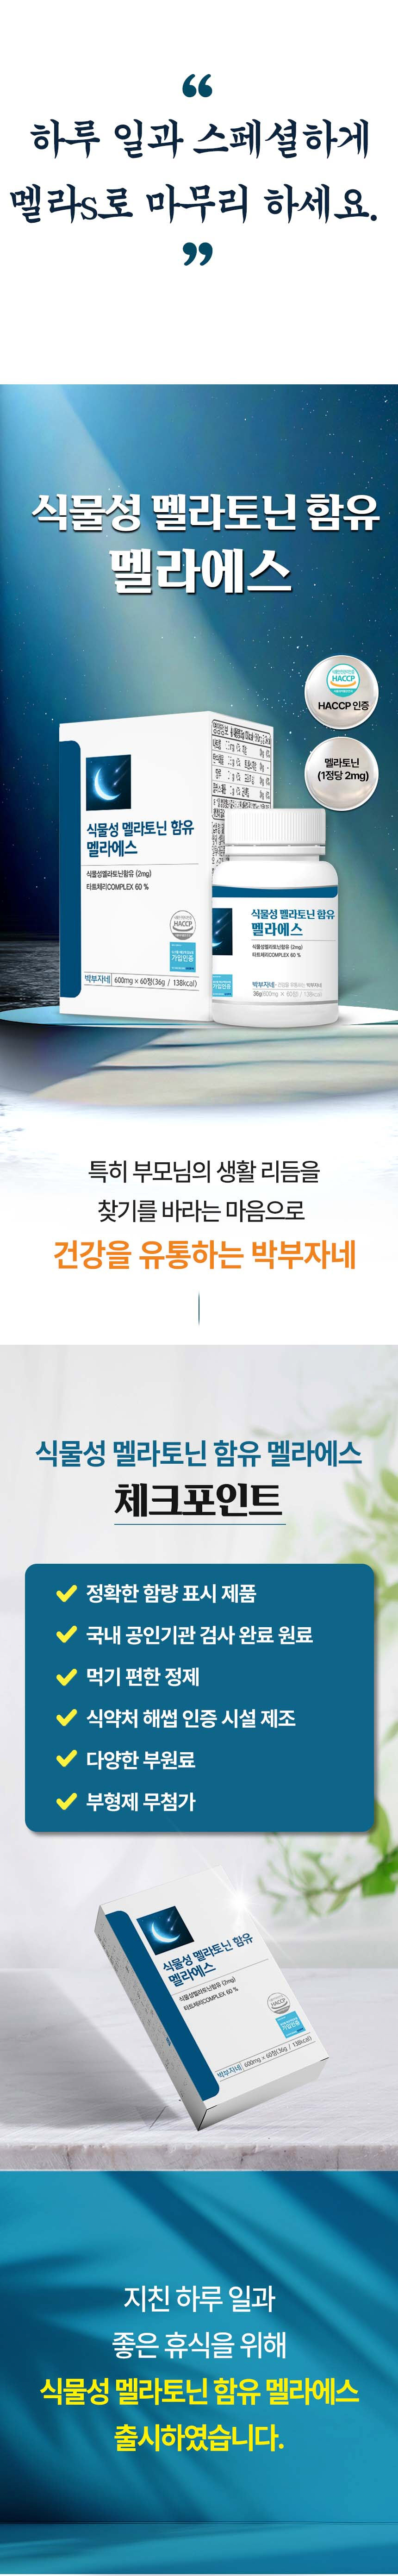 “
하루 일과 스페셜하게
멜라s로 마무리 하세요.
”
식물성 멜라토닌 함유
멜라에스
HACCP
HACCP 인증
멜라토닌
(1정당 2mg)
식물성 멜라토닌 함유
멜라에스
식물성멜라토닌함유 (2mg)
타트체리COMPLEX 60 %
HACCP
가입인증
박부자네 600mg × 60정(36g / 138kcal)
식물성 멜라토닌 함유
멜라에스
식물성멜라토닌함유 (2mg)
타트체리COMPLEX 60 %
가입인증
박부자네
36g(600mg × 60정 / 138kcal)
특히 부모님의 생활 리듬을
찾기를 바라는 마음으로
건강을 유통하는 박부자네
식물성 멜라토닌 함유 멜라에스
체크포인트
정확한 함량 표시 제품
국내 공인기관 검사 완료 원료
먹기 편한 정제
식약처 해썹 인증 시설 제조
다양한 부원료
부형제 무첨가
식물성 멜라토닌 함유
멜라에스
식물성멜라토닌함유 (2mg)
타트체리COMPLEX 60 %
HACCP
가입인증
박부자네 600mg × 60정(36g / 138kcal)
지친 하루 일과
좋은 휴식을 위해
식물성 멜라토닌 함유 멜라에스
출시하였습니다.